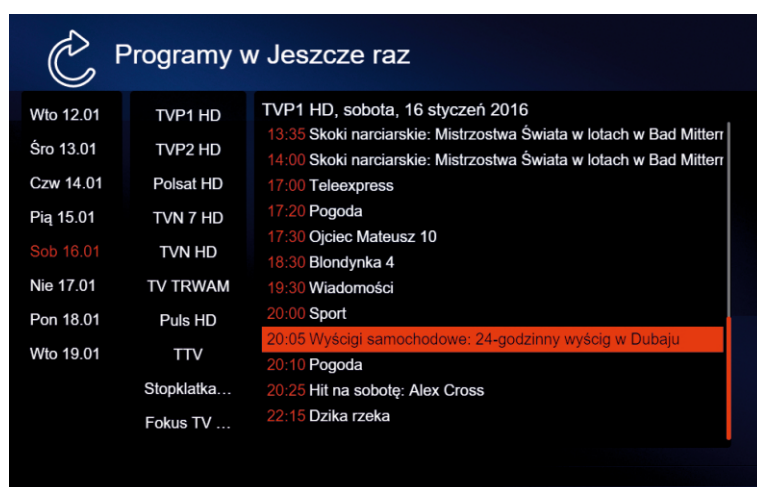 Programy w Jeszcze raz
Wto 12.01
Śro 13.01
Czw 14.01
Pią 15.01
Sob 16.01
Nie 17.01
Pon 18.01
Wto 19.01
TVP1 HD
TVP2 HD
Polsat HD
TVN 7 HD
TVN HD
TV TRWAM
Puls HD
TTV
Stopklatka…
Fokus TV …
TVP1 HD, sobota, 16 styczeń 2016
13:35 Skoki narciarskie: Mistrzostwa Świata w lotach w Bad Mitterr
14:00 Skoki narciarskie: Mistrzostwa Świata w lotach w Bad Mitterr
17:00 Teleexpress
17:20 Pogoda
17:30 Ojciec Mateusz 10
18:30 Blondynka 4
19:30 Wiadomości
20:00 Sport
20:05 Wyścigi samochodowe: 24-godzinny wyścig w Dubaju
20:10 Pogoda
20:25 Hit na sobotę: Alex Cross
22:15 Dzika rzeka